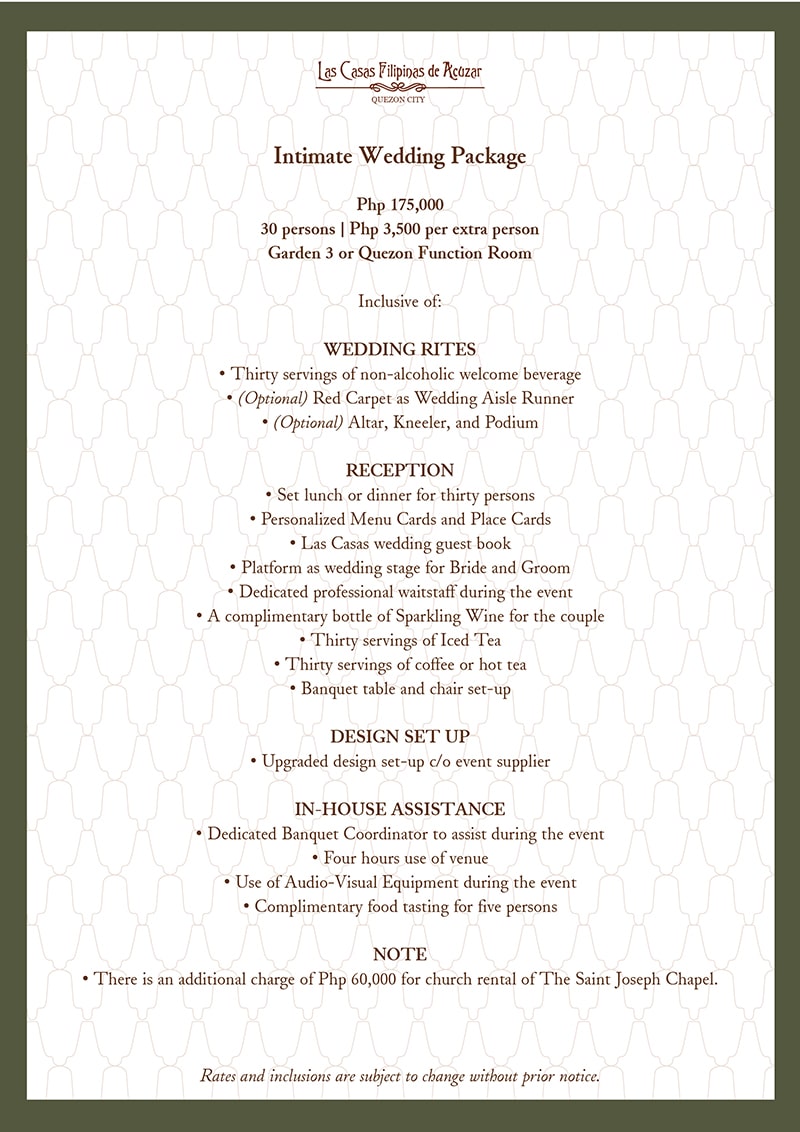 Las Casas Filipinas de Acúzar
QUEZON CITY
Intimate Wedding Package
Php 175,000
30 persons | Php 3,500 per extra person
Garden 3 or Quezon Function Room
Inclusive of:
WEDDING RITES
• Thirty servings of non-alcoholic welcome beverage
• (Optional) Red Carpet as Wedding Aisle Runner
• (Optional) Altar, Kneeler, and Podium
RECEPTION
• Set lunch or dinner for thirty persons
• Personalized Menu Cards and Place Cards
• Las Casas wedding guest book
• Platform as wedding stage for Bride and Groom
• Dedicated professional waitstaff during the event
• A complimentary bottle of Sparkling Wine for the couple
• Thirty servings of Iced Tea
• Thirty servings of coffee or hot tea
• Banquet table and chair set-up
DESIGN SET UP
• Upgraded design set-up c/o event supplier
IN-HOUSE ASSISTANCE
• Dedicated Banquet Coordinator to assist during the event
• Four hours use of venue
• Use of Audio-Visual Equipment during the event
• Complimentary food tasting for five persons
NOTE
• There is an additional charge of Php 60,000 for church rental of The Saint Joseph Chapel.
Rates and inclusions are subject to change without prior notice.